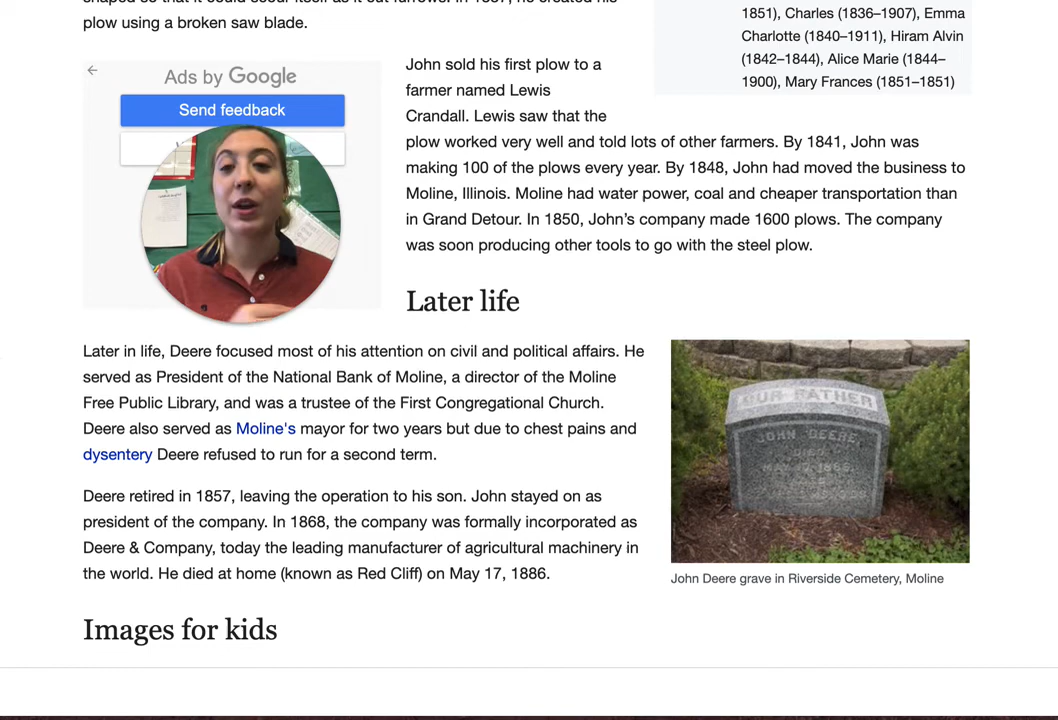 plow using a broken saw blade.
1851), Charles (1836–1907), Emma
Charlotte (1840–1911), Hiram Alvin
(1842–1844), Alice Marie (1844–
1900), Mary Frances (1851–1851)
Ads by Google
Send feedback
John sold his first plow to a
farmer named Lewis
Crandall. Lewis saw that the
plow worked very well and told lots of other farmers. By 1841, John was
making 100 of the plows every year. By 1848, John had moved the business to
Moline, Illinois. Moline had water power, coal and cheaper transportation than
in Grand Detour. In 1850, John’s company made 1600 plows. The company
was soon producing other tools to go with the steel plow.
Later life
Later in life, Deere focused most of his attention on civil and political affairs. He
served as President of the National Bank of Moline, a director of the Moline
Free Public Library, and was a trustee of the First Congregational Church.
Deere also served as Moline's mayor for two years but due to chest pains and
dysentery Deere refused to run for a second term.
Deere retired in 1857, leaving the operation to his son. John stayed on as
president of the company. In 1868, the company was formally incorporated as
Deere & Company, today the leading manufacturer of agricultural machinery in
the world. He died at home (known as Red Cliff) on May 17, 1886.
OUR FATHER
JOHN DEERE,
DIED
John Deere grave in Riverside Cemetery, Moline
Images for kids